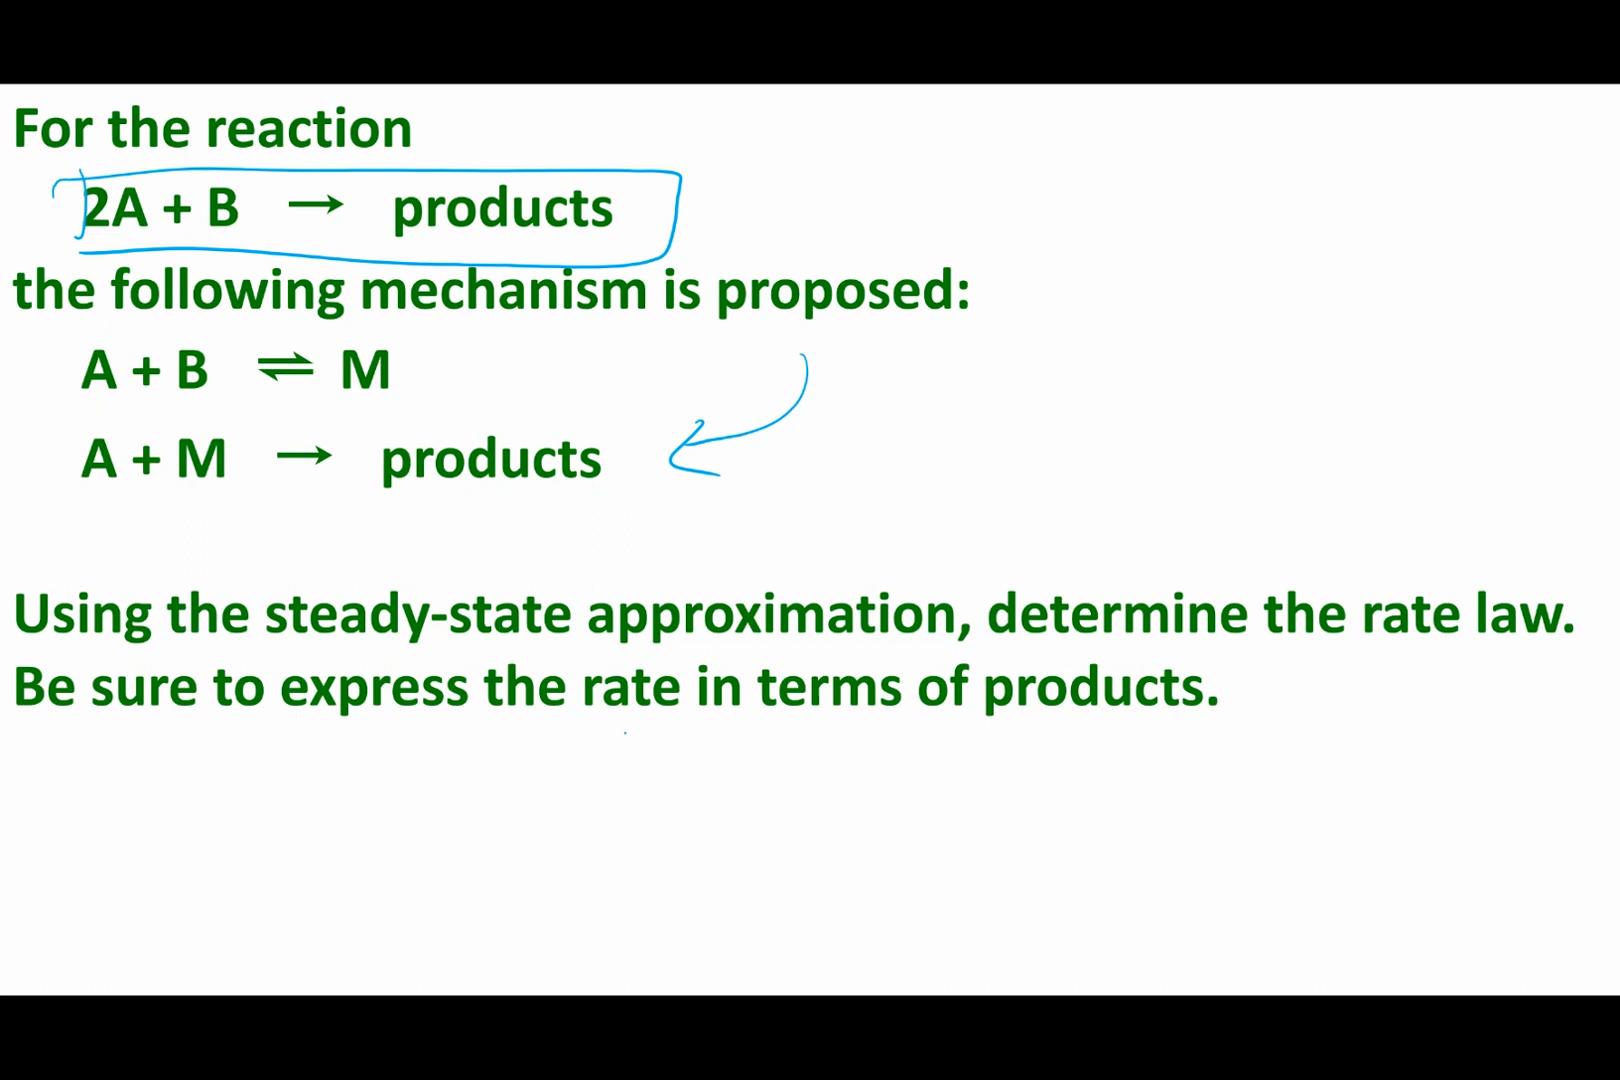 For the reaction
2A + B → products
the following mechanism is proposed:
A + B ⇌ M
A + M → products
Using the steady-state approximation, determine the rate law.
Be sure to express the rate in terms of products.